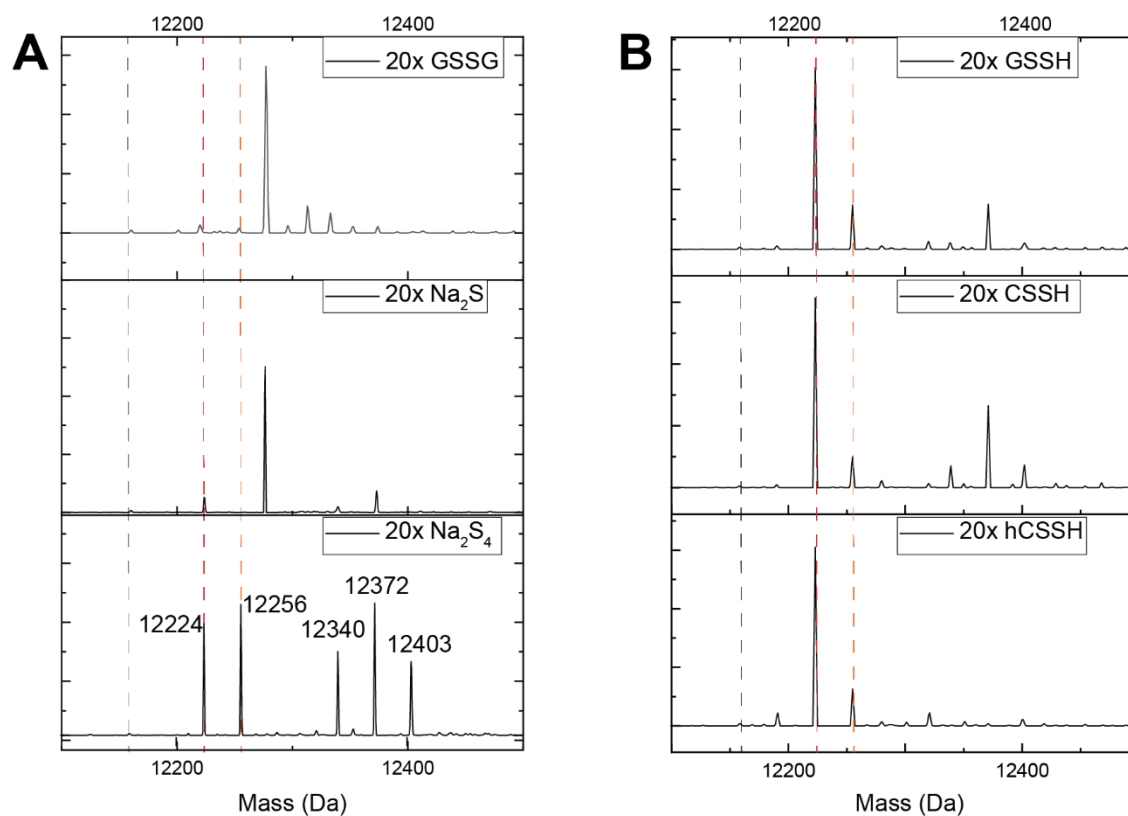 A
12200 12400
20x GSSG
20x Na₂S
20x Na₂S₄
12224
12256
12340
12372
12403
12200 12400
Mass (Da)
B
12200 12400
20x GSSH
20x CSSH
20x hCSSH
12200 12400
Mass (Da)